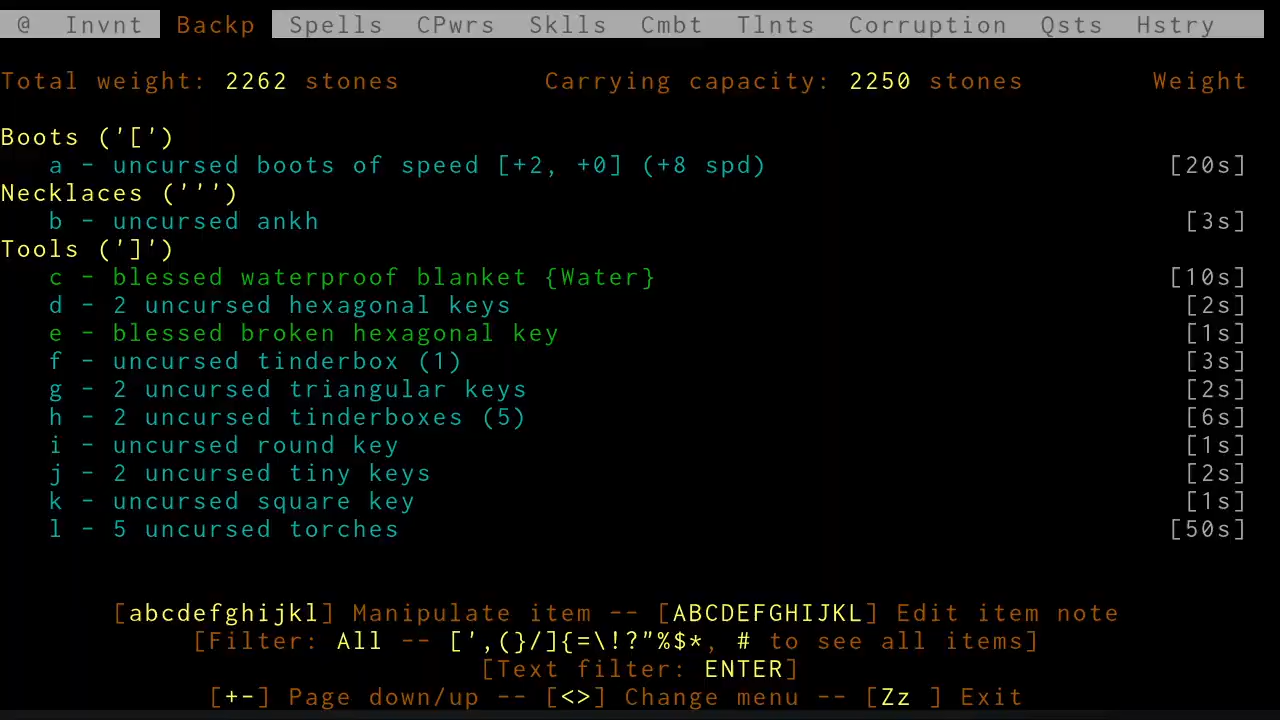 @ Invnt Backp Spells CPwrs Sklls Cmbt Tlnts Corruption Qsts Hstry
Total weight: 2262 stones Carrying capacity: 2250 stones Weight
Boots ('[')
a - uncursed boots of speed [+2, +0] (+8 spd) [20s]
Necklaces (''')
b - uncursed ankh [3s]
Tools (']')
c - blessed waterproof blanket {Water} [10s]
d - 2 uncursed hexagonal keys [2s]
e - blessed broken hexagonal key [1s]
f - uncursed tinderbox (1) [3s]
g - 2 uncursed triangular keys [2s]
h - 2 uncursed tinderboxes (5) [6s]
i - uncursed round key [1s]
j - 2 uncursed tiny keys [2s]
k - uncursed square key [1s]
l - 5 uncursed torches [50s]
[abcdefghijkl] Manipulate item -- [ABCDEFGHIJKL] Edit item note
[Filter: All -- [',(}/]{=\!?"%$*, # to see all items]
[Text filter: ENTER]
[+-] Page down/up -- [<>] Change menu -- [Zz ] Exit